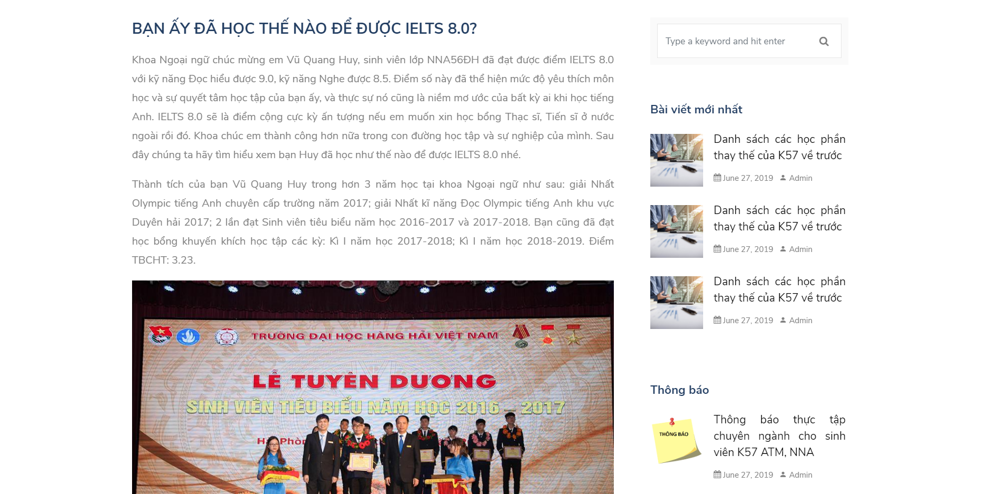 BẠN ẤY ĐÃ HỌC THẾ NÀO ĐỂ ĐƯỢC IELTS 8.0?
Khoa Ngoại ngữ chúc mừng em Vũ Quang Huy, sinh viên lớp NNA56ĐH đã đạt được điểm IELTS 8.0
với kỹ năng Đọc hiểu được 9.0, kỹ năng Nghe được 8.5. Điểm số này đã thể hiện mức độ yêu thích môn
học và sự quyết tâm học tập của bạn ấy, và thực sự nó cũng là niềm mơ ước của bất kỳ ai khi học tiếng
Anh. IELTS 8.0 sẽ là điểm cộng cực kỳ ấn tượng nếu em muốn xin học bổng Thạc sĩ, Tiến sĩ ở nước
ngoài rồi đó. Khoa chúc em thành công hơn nữa trong con đường học tập và sự nghiệp của mình. Sau
đây chúng ta hãy tìm hiểu xem bạn Huy đã học như thế nào để được IELTS 8.0 nhé.
Thành tích của bạn Vũ Quang Huy trong hơn 3 năm học tại khoa Ngoại ngữ như sau: giải Nhất
Olympic tiếng Anh chuyên cấp trường năm 2017; giải Nhất kĩ năng Đọc Olympic tiếng Anh khu vực
Duyên hải 2017; 2 lần đạt Sinh viên tiêu biểu năm học 2016-2017 và 2017-2018. Bạn cũng đã đạt
học bổng khuyến khích học tập các kỳ: Kì I năm học 2017-2018; Kì I năm học 2018-2019. Điểm
TBCHT: 3.23.
TRƯỜNG ĐẠI HỌC HÀNG HẢI VIỆT NAM
LỄ TUYÊN DƯƠNG
SINH VIÊN TIÊU BIỂU NĂM HỌC 2016 – 2017
Type a keyword and hit enter
Bài viết mới nhất
Danh sách các học phần
thay thế của K57 về trước
June 27, 2019 Admin
Danh sách các học phần
thay thế của K57 về trước
June 27, 2019 Admin
Danh sách các học phần
thay thế của K57 về trước
June 27, 2019 Admin
Thông báo
THÔNG BÁO
Thông báo thực tập
chuyên ngành cho sinh
viên K57 ATM, NNA
June 27, 2019 Admin